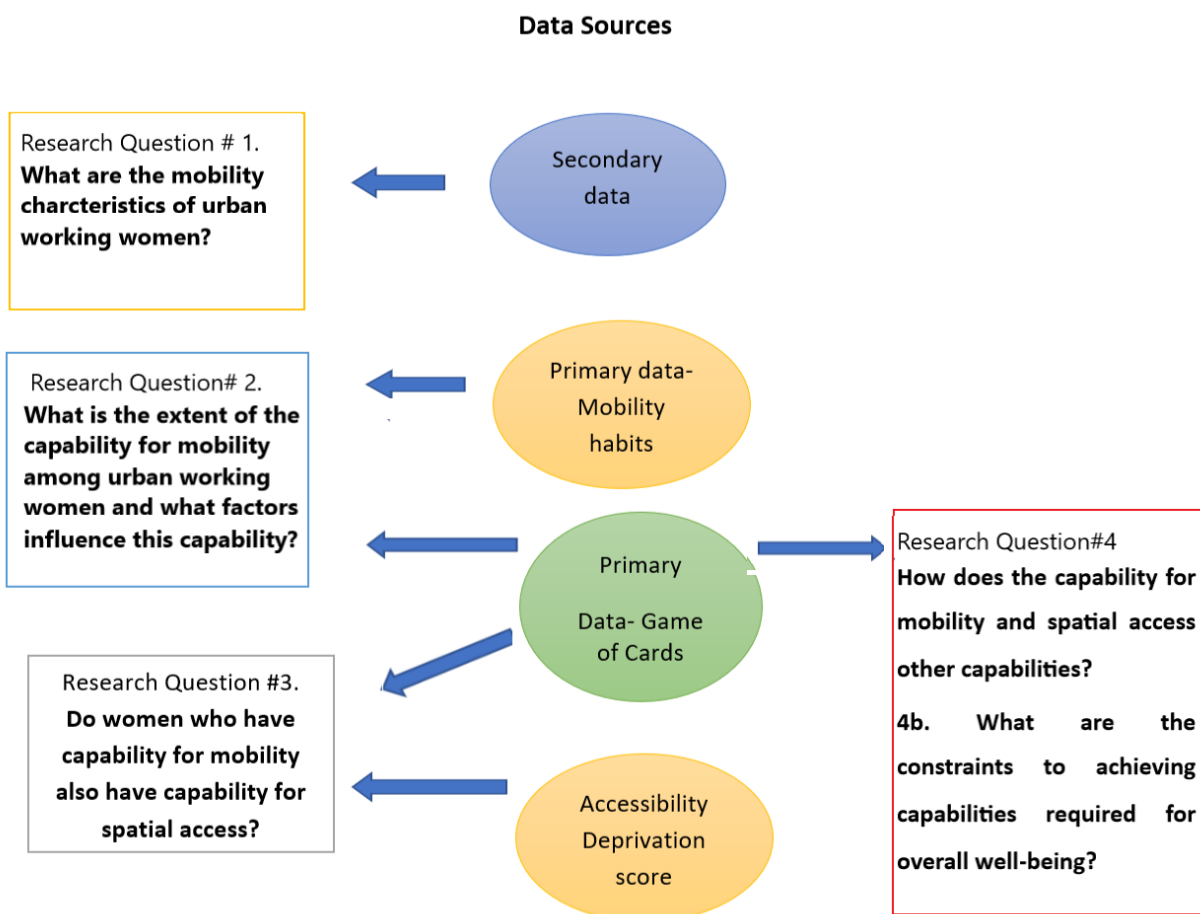 Data Sources
Research Question # 1.
What are the mobility
charcteristics of urban
working women?
Secondary
data
Research Question# 2.
What is the extent of the
capability for mobility
among urban working
women and what factors
influence this capability?
Primary data-
Mobility
habits
Primary
Data- Game
of Cards
Research Question #3.
Do women who have
capability for mobility
also have capability for
spatial access?
Accessibility
Deprivation
score
Research Question#4
How does the capability for
mobility and spatial access
other capabilities?
4b. What are the
constraints to achieving
capabilities required for
overall well-being?